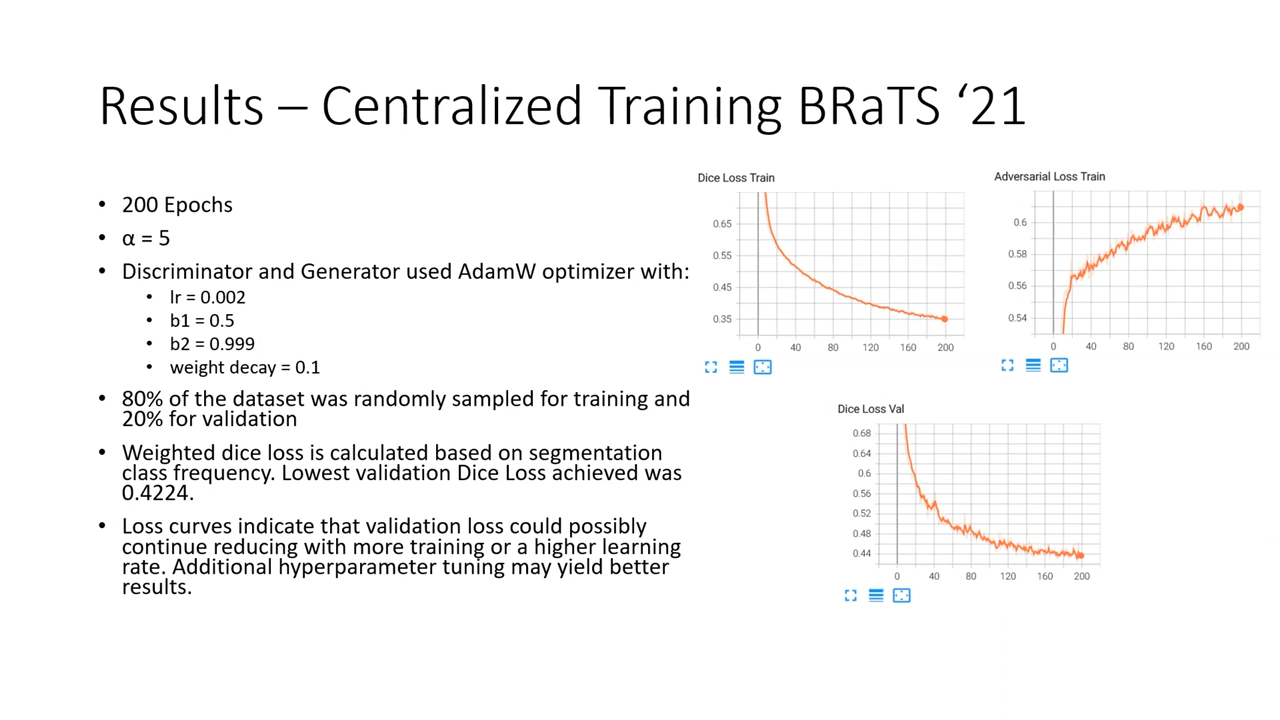 Results – Centralized Training BRaTS ‘21
• 200 Epochs
• α = 5
• Discriminator and Generator used AdamW optimizer with:
• lr = 0.002
• b1 = 0.5
• b2 = 0.999
• weight decay = 0.1
• 80% of the dataset was randomly sampled for training and
20% for validation
• Weighted dice loss is calculated based on segmentation
class frequency. Lowest validation Dice Loss achieved was
0.4224.
• Loss curves indicate that validation loss could possibly
continue reducing with more training or a higher learning
rate. Additional hyperparameter tuning may yield better
results.
Dice Loss Train
0.65
0.55
0.45
0.35
0 40 80 120 160 200
Adversarial Loss Train
0.6
0.58
0.56
0.54
0 40 80 120 160 200
Dice Loss Val
0.68
0.64
0.6
0.56
0.52
0.48
0.44
0 40 80 120 160 200